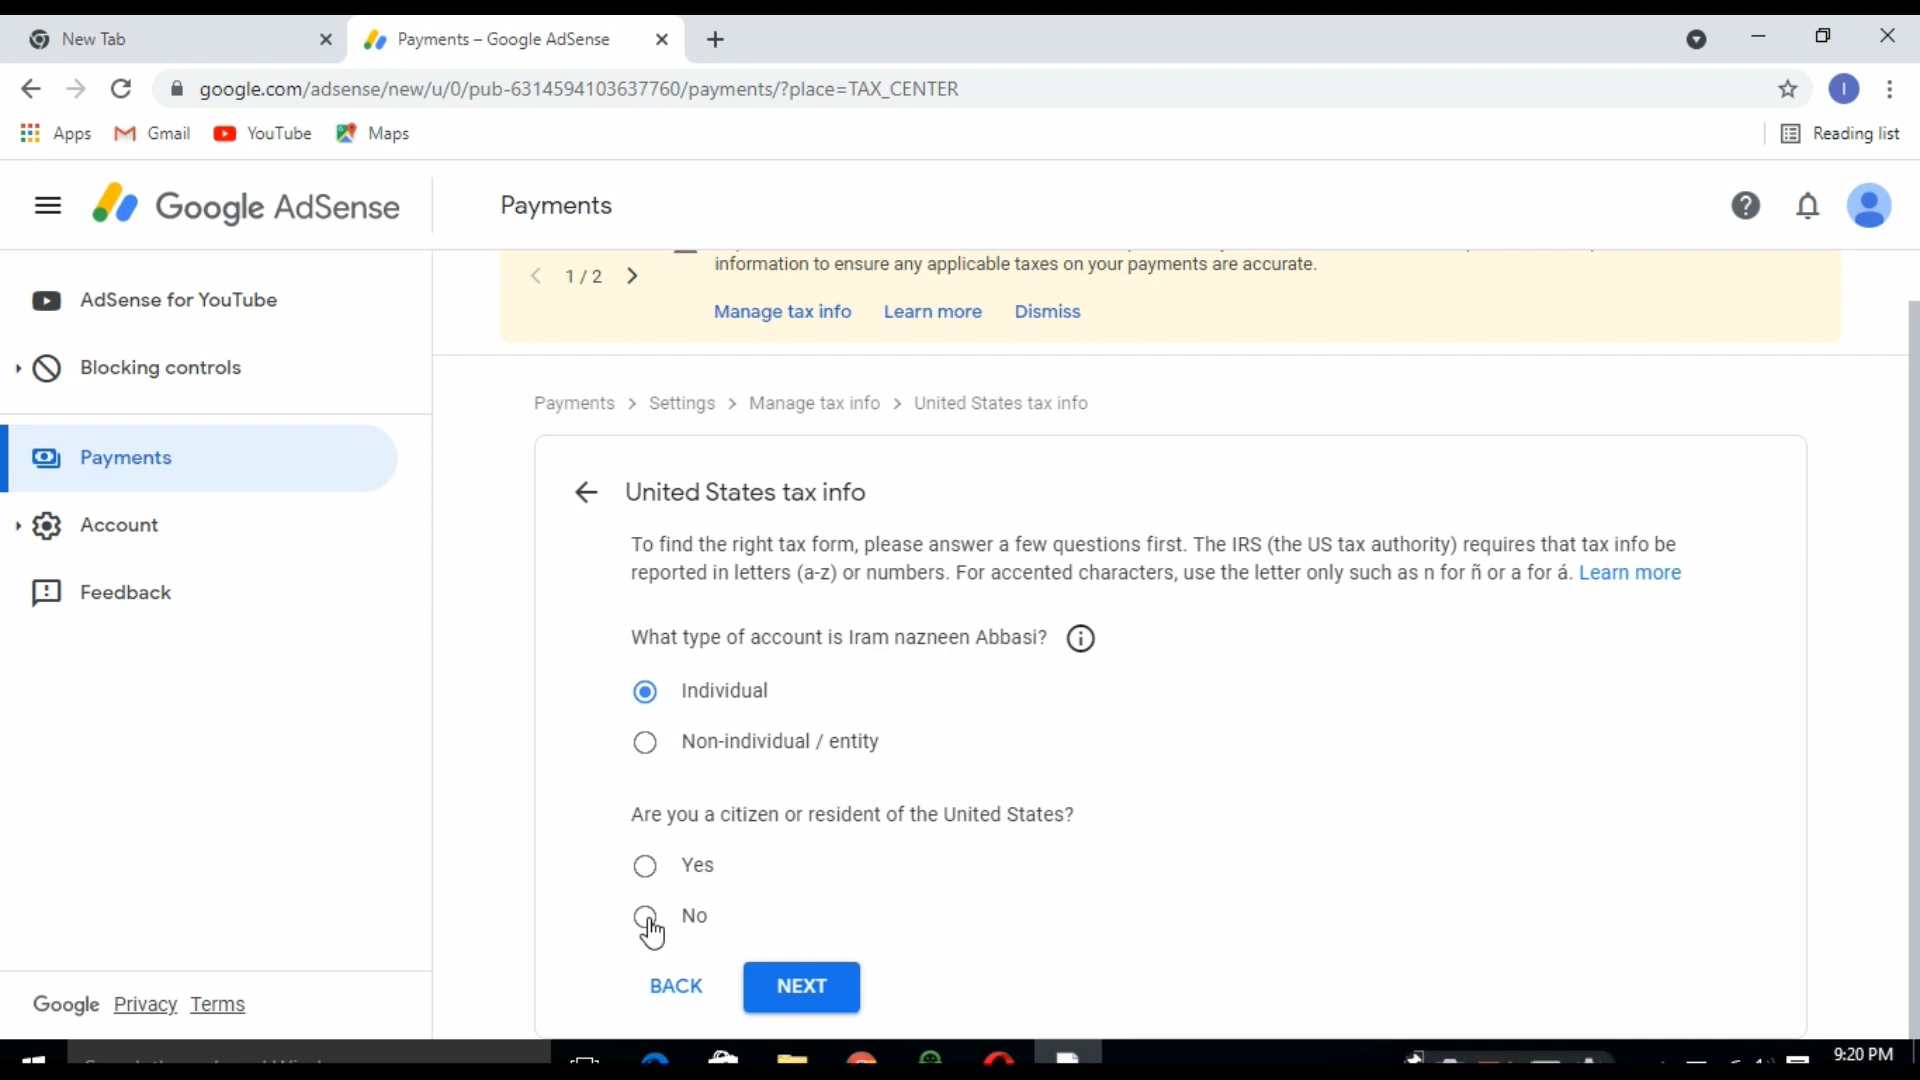 New Tab
Payments – Google AdSense
google.com/adsense/new/u/0/pub-6314594103637760/payments/?place=TAX_CENTER
I
Apps
Gmail
YouTube
Maps
Reading list
Google AdSense
Payments
AdSense for YouTube
Blocking controls
Payments
Account
Feedback
Google Privacy Terms
1 / 2
information to ensure any applicable taxes on your payments are accurate.
Manage tax info Learn more Dismiss
Payments > Settings > Manage tax info > United States tax info
United States tax info
To find the right tax form, please answer a few questions first. The IRS (the US tax authority) requires that tax info be
reported in letters (a-z) or numbers. For accented characters, use the letter only such as n for ñ or a for á. Learn more
What type of account is Iram nazneen Abbasi?
Individual
Non-individual / entity
Are you a citizen or resident of the United States?
Yes
No
BACK NEXT
9:20 PM